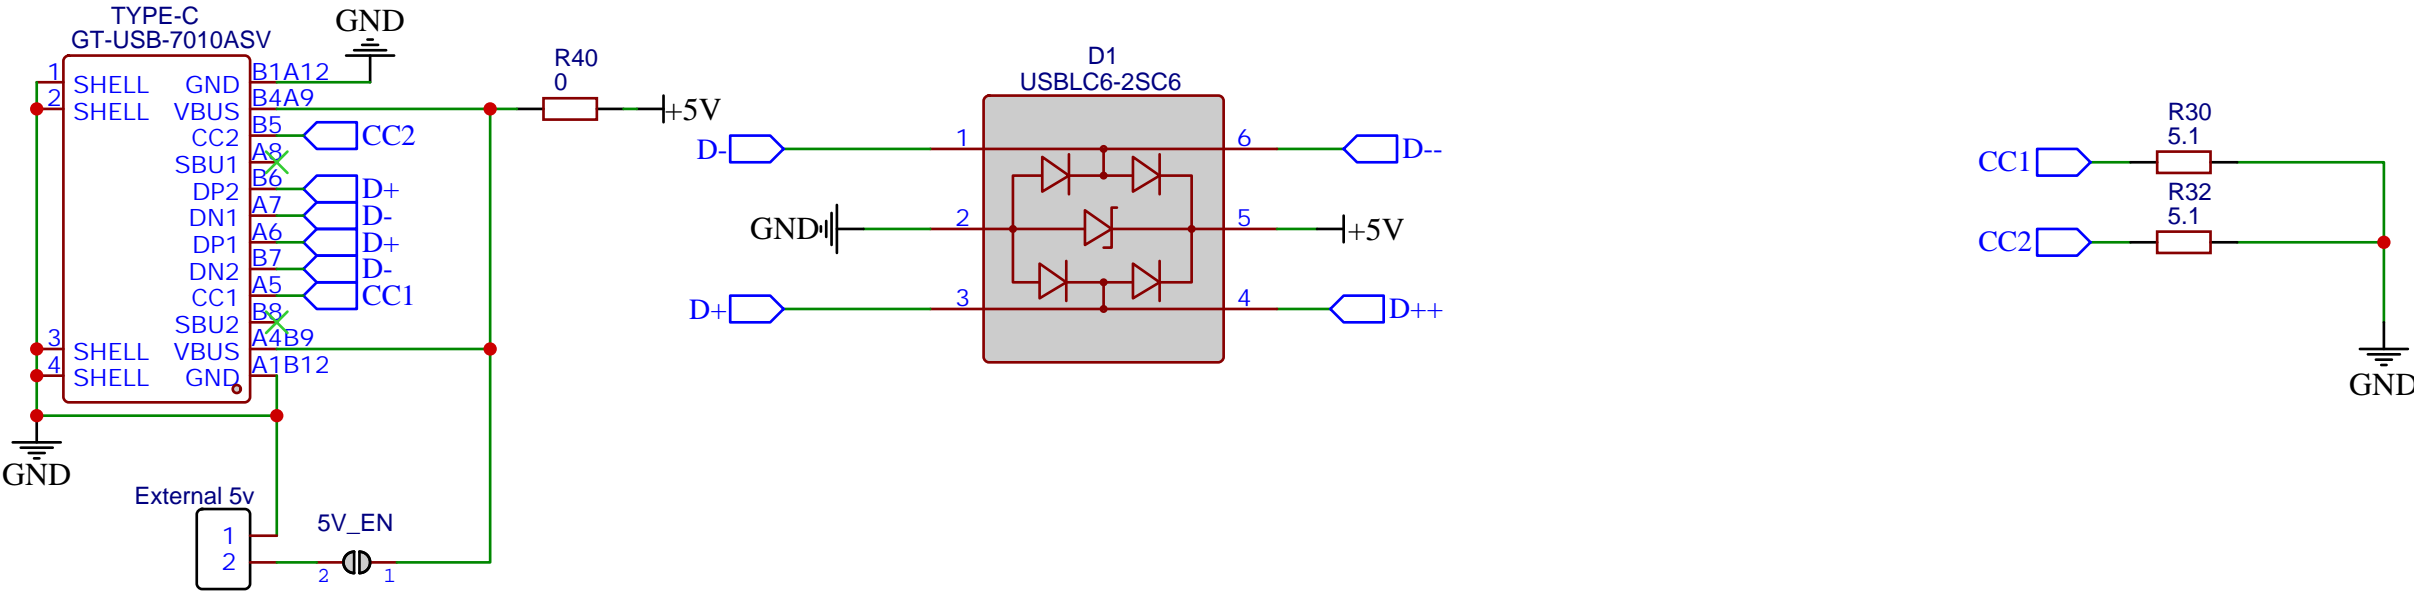 TYPE-C
GT-USB-7010ASV
GND
1 SHELL GND B1A12
2 SHELL VBUS B4A9
CC2 B5 CC2
SBU1 A8
DP2 B6 D+
DN1 A7 D-
DP1 A6 D+
DN2 B7 D-
CC1 A5 CC1
SBU2 B8
3 SHELL VBUS A4B9
4 SHELL GND A1B12
GND
R40
0
+5V
External 5v
1
2
5V_EN
2 1
D1
USBLC6-2SC6
D- 1 6 D--
GND 2 5 +5V
D+ 3 4 D++
R30
5.1
CC1
R32
5.1
CC2
GND